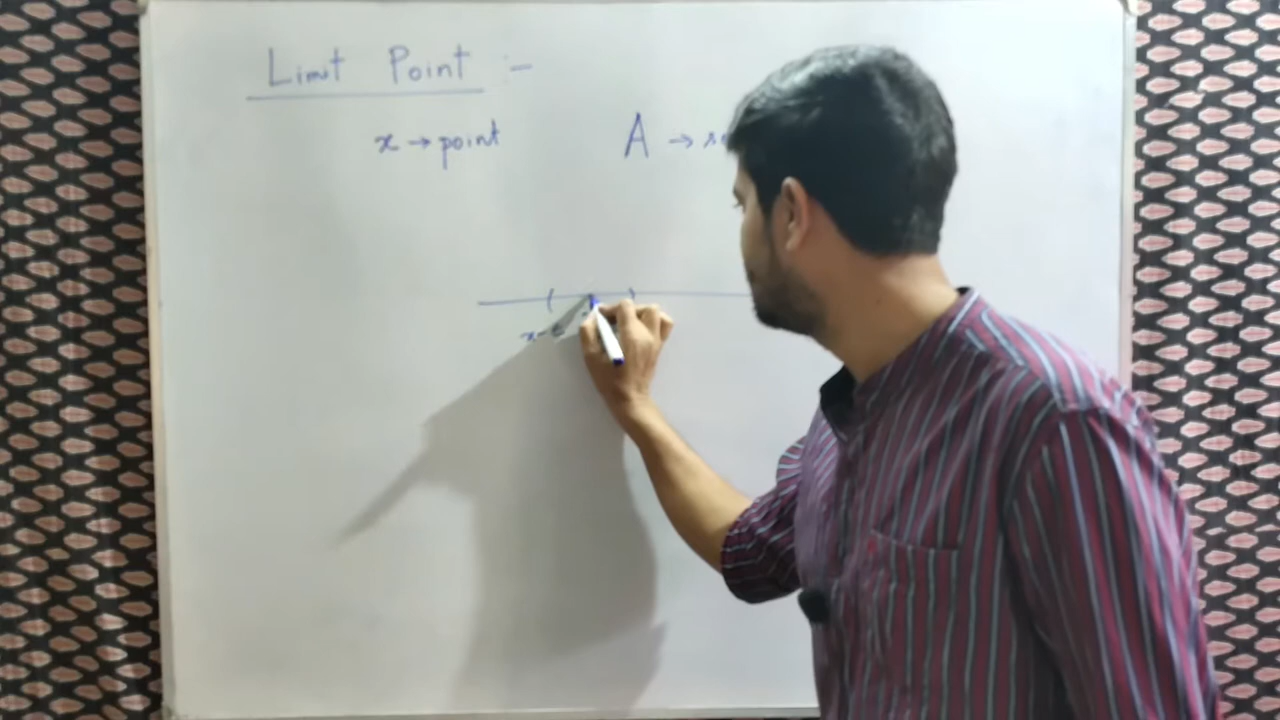 Limit Point :-
x → point A →
( )
x-ε